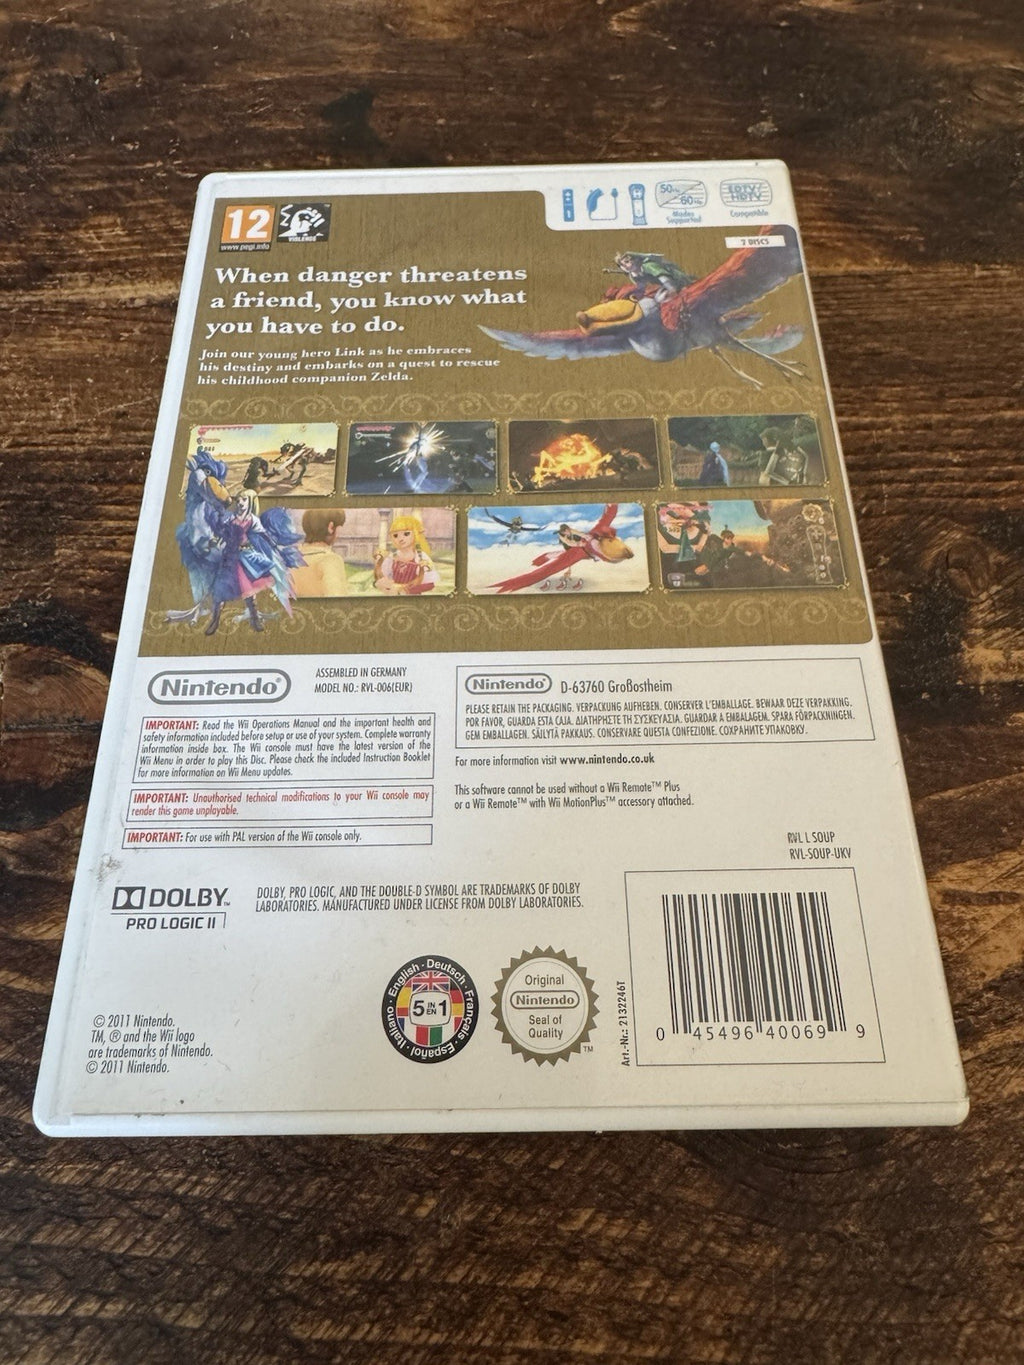 12
www.pegi.info
VIOLENCE
50Hz
60Hz
Modes
Supported
EDTV/
HDTV
Compatible
2 DISCS
When danger threatens
a friend, you know what
you have to do.
Join our young hero Link as he embraces
his destiny and embarks on a quest to rescue
his childhood companion Zelda.
Nintendo®
ASSEMBLED IN GERMANY
MODEL NO.: RVL-006(EUR)
IMPORTANT: Read the Wii Operations Manual and the important health and
safety information included before setup or use of your system. Complete warranty
information inside box. The Wii console must have the latest version of the
Wii Menu in order to play this Disc. Please check the included Instruction Booklet
for more information on Wii Menu updates.
IMPORTANT: Unauthorised technical modifications to your Wii console may
render this game unplayable.
IMPORTANT: For use with PAL version of the Wii console only.
Nintendo® D-63760 Großostheim
PLEASE RETAIN THE PACKAGING. VERPACKUNG AUFHEBEN. CONSERVER L'EMBALLAGE. BEWAAR DEZE VERPAKKING.
POR FAVOR, GUARDA ESTA CAJA. ΔΙΑΤΗΡΗΣΤΕ ΤΗ ΣΥΣΚΕΥΑΣΙΑ. GUARDAR A EMBALAGEM. SPARA FÖRPACKNINGEN.
GEM EMBALLAGEN. SÄILYTÄ PAKKAUS. CONSERVARE QUESTA CONFEZIONE. СОХРАНИТЕ УПАКОВКУ.
For more information visit www.nintendo.co.uk
This software cannot be used without a Wii Remote™ Plus
or a Wii Remote™ with Wii MotionPlus™ accessory attached.
RVL L SOUP
RVL-SOUP-UKV
DOLBY™
PRO LOGIC II
DOLBY, PRO LOGIC, AND THE DOUBLE-D SYMBOL ARE TRADEMARKS OF DOLBY
LABORATORIES. MANUFACTURED UNDER LICENSE FROM DOLBY LABORATORIES.
English · Deutsch · Français · Español · Italiano
5 IN EN 1
Original
Nintendo
Seal of
Quality
TM
Art.-Nr.: 2132246T
0 45496 40069 9
© 2011 Nintendo.
TM, ® and the Wii logo
are trademarks of Nintendo.
© 2011 Nintendo.